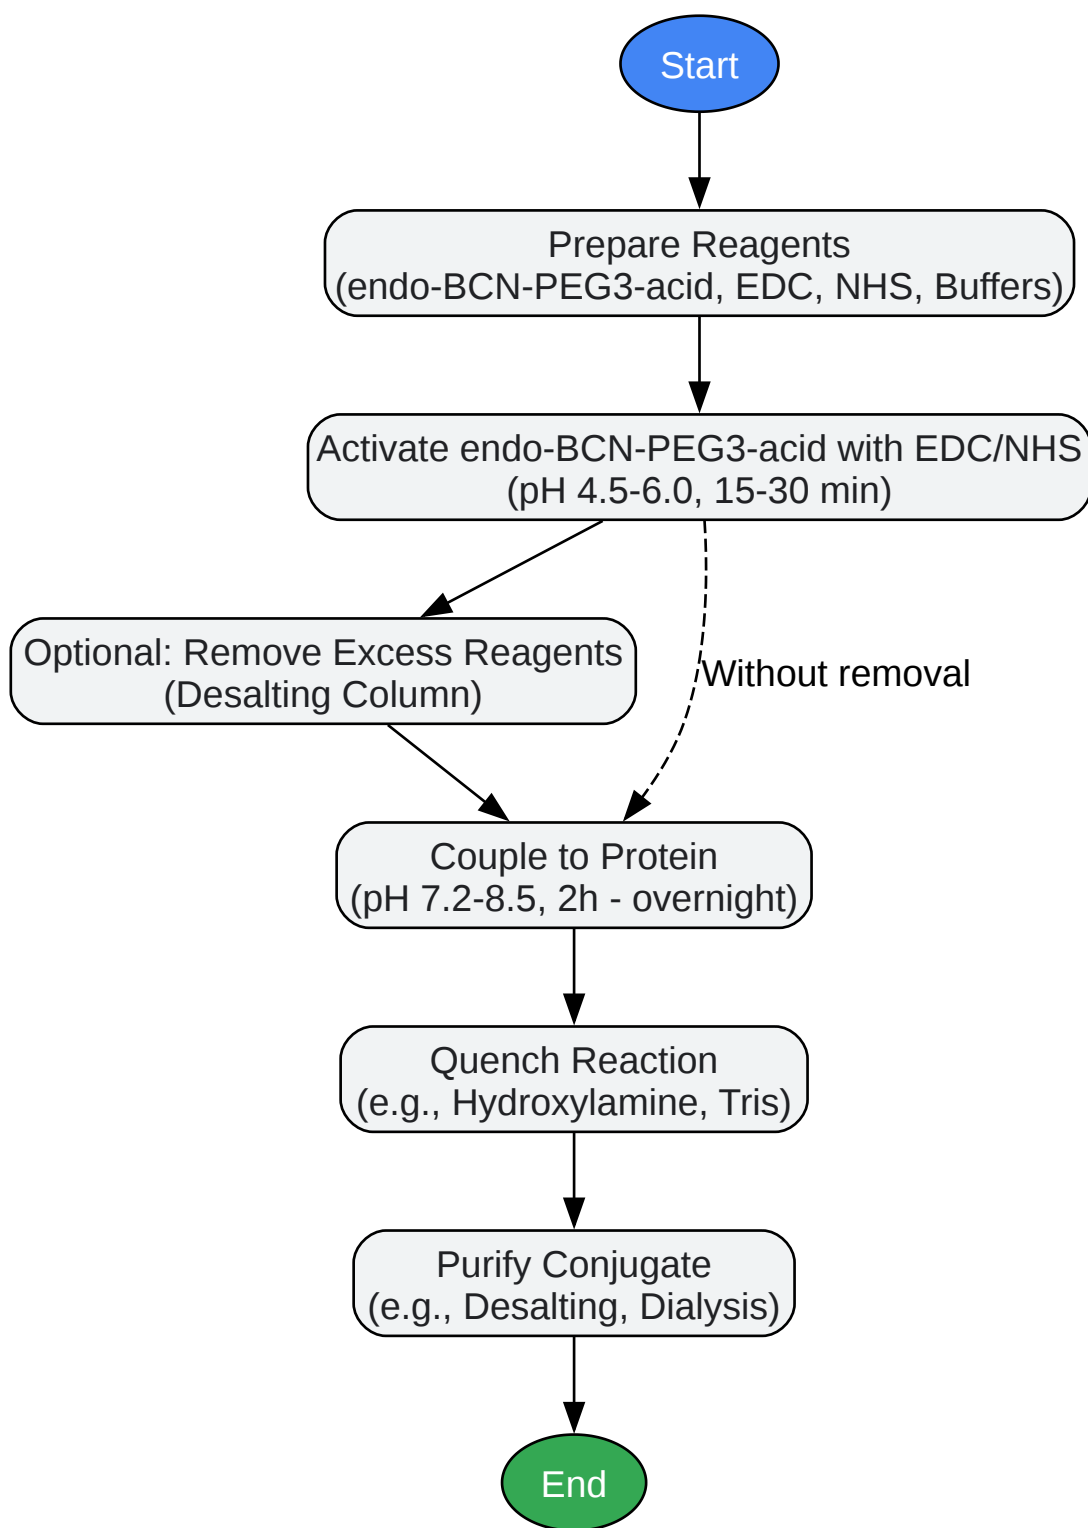 Start
Prepare Reagents
(endo-BCN-PEG3-acid, EDC, NHS, Buffers)
Activate endo-BCN-PEG3-acid with EDC/NHS
(pH 4.5-6.0, 15-30 min)
Optional: Remove Excess Reagents
(Desalting Column)
Without removal
Couple to Protein
(pH 7.2-8.5, 2h - overnight)
Quench Reaction
(e.g., Hydroxylamine, Tris)
Purify Conjugate
(e.g., Desalting, Dialysis)
End